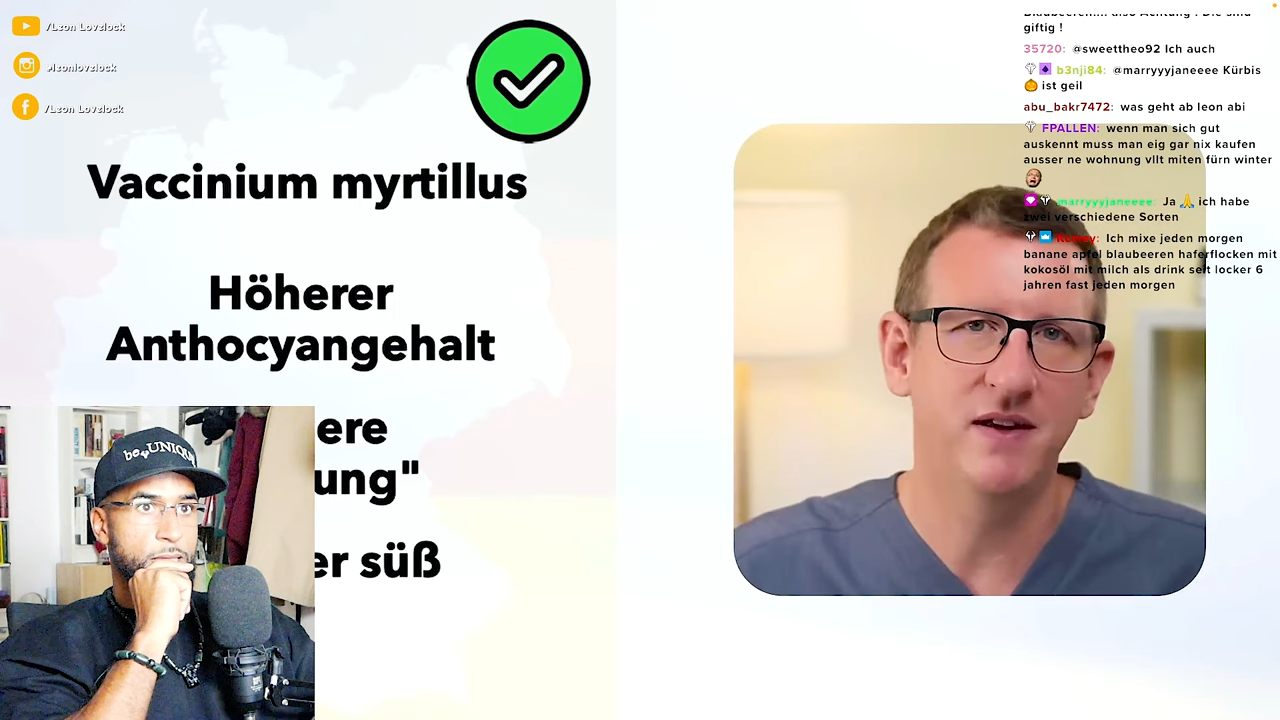 /Leon Lovelock
/leonlovelock
/Leon Lovelock
Vaccinium myrtillus
Höherer
Anthocyangehalt
ere
ung"
er süß
be UNIQUE
giftig !
35720: @sweettheo92 Ich auch
b3nji84: @marryyyjaneeee Kürbis
🎃 ist geil
abu_bakr7472: was geht ab leon abi
FPALLEN: wenn man sich gut
auskennt muss man eig gar nix kaufen
ausser ne wohnung vllt miten fürn winter
marryyyjaneeee: Ja 🙏 ich habe
zwei verschiedene Sorten
Ich mixe jeden morgen
banane apfel blaubeeren haferflocken mit
kokosöl mit milch als drink seit locker 6
jahren fast jeden morgen